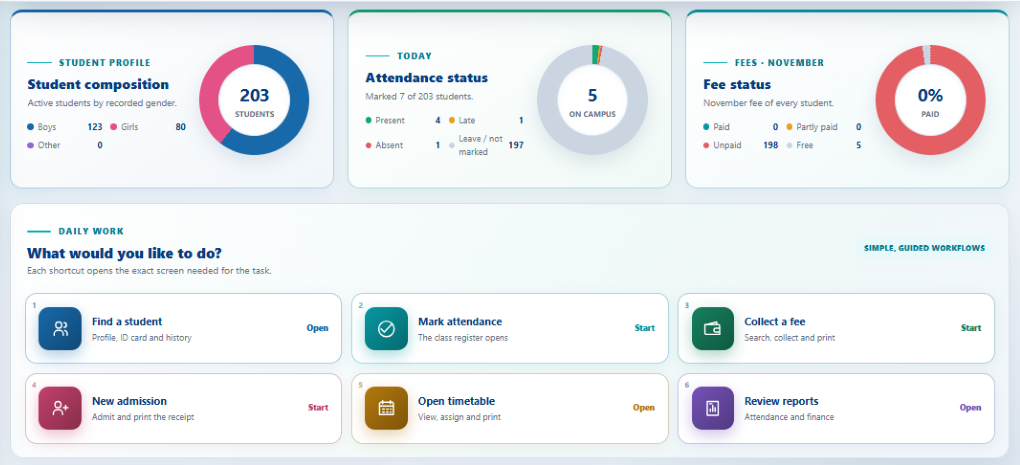 STUDENT PROFILE
Student composition
Active students by recorded gender.
Boys 123 Girls 80
Other 0
203
STUDENTS
TODAY
Attendance status
Marked 7 of 203 students.
Present 4 Late 1
Absent 1 Leave / not marked 197
5
ON CAMPUS
FEES · NOVEMBER
Fee status
November fee of every student.
Paid 0 Partly paid 0
Unpaid 198 Free 5
0%
PAID
DAILY WORK
What would you like to do?
Each shortcut opens the exact screen needed for the task.
SIMPLE, GUIDED WORKFLOWS
1
Find a student
Profile, ID card and history
Open
2
Mark attendance
The class register opens
Start
3
Collect a fee
Search, collect and print
Start
4
New admission
Admit and print the receipt
Start
5
Open timetable
View, assign and print
Open
6
Review reports
Attendance and finance
Open